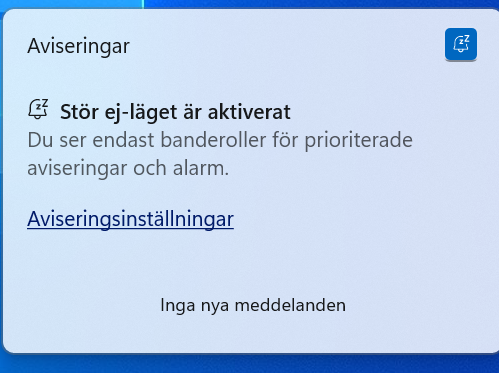 Aviseringar
Stör ej-läget är aktiverat
Du ser endast banderoller för prioriterade
aviseringar och alarm.
Aviseringsinställningar
Inga nya meddelanden